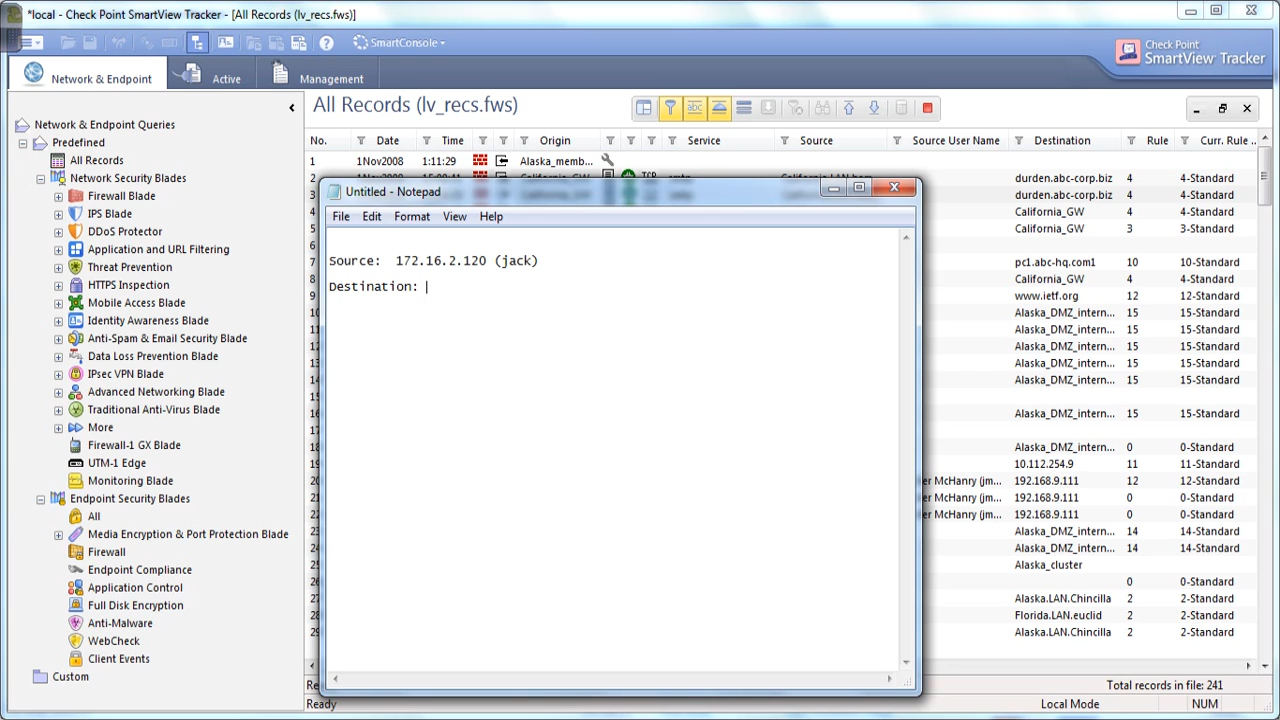 *local - Check Point SmartView Tracker - [All Records (lv_recs.fws)]
SmartConsole
Check Point
SmartView Tracker
Network & Endpoint
Active
Management
Network & Endpoint Queries
Predefined
All Records
Network Security Blades
Firewall Blade
IPS Blade
DDoS Protector
Application and URL Filtering
Threat Prevention
HTTPS Inspection
Mobile Access Blade
Identity Awareness Blade
Anti-Spam & Email Security Blade
Data Loss Prevention Blade
IPsec VPN Blade
Advanced Networking Blade
Traditional Anti-Virus Blade
More
Firewall-1 GX Blade
UTM-1 Edge
Monitoring Blade
Endpoint Security Blades
All
Media Encryption & Port Protection Blade
Firewall
Endpoint Compliance
Application Control
Full Disk Encryption
Anti-Malware
WebCheck
Client Events
Custom
All Records (lv_recs.fws)
No. Date Time Origin Service Source Source User Name Destination Rule Curr. Rule ..
1 1Nov2008 1:11:29 Alaska_memb...
durden.abc-corp.biz 4 4-Standard
durden.abc-corp.biz 4 4-Standard
California_GW 4 4-Standard
California_GW 3 3-Standard
pc1.abc-hq.com1 10 10-Standard
California_GW 4 4-Standard
www.ietf.org 12 12-Standard
Alaska_DMZ_intern... 15 15-Standard
Alaska_DMZ_intern... 15 15-Standard
Alaska_DMZ_intern... 15 15-Standard
Alaska_DMZ_intern... 15 15-Standard
Alaska_DMZ_intern... 15 15-Standard
Alaska_DMZ_intern... 15 15-Standard
Alaska_DMZ_intern... 0 0-Standard
10.112.254.9 11 11-Standard
er McHanry (jm... 192.168.9.111 12 12-Standard
er McHanry (jm... 192.168.9.111 0 0-Standard
er McHanry (jm... 192.168.9.111 0 0-Standard
Alaska_DMZ_intern... 14 14-Standard
Alaska_DMZ_intern... 14 14-Standard
Alaska_cluster
0 0-Standard
Alaska.LAN.Chincilla 2 2-Standard
Florida.LAN.euclid 2 2-Standard
Alaska.LAN.Chincilla 2 2-Standard
Untitled - Notepad
File Edit Format View Help
Source: 172.16.2.120 (jack)
Destination:
Total records in file: 241
Ready
Local Mode
NUM